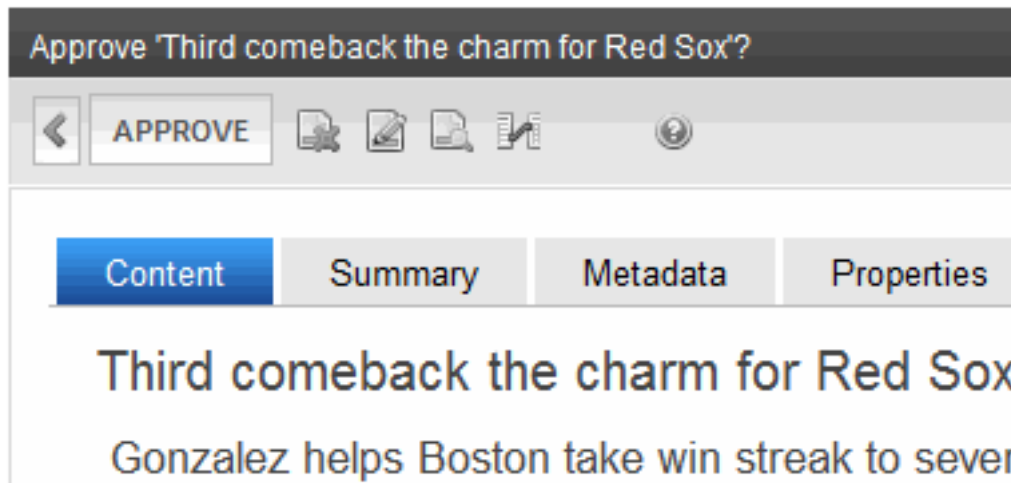 Approve 'Third comeback the charm for Red Sox'?
APPROVE
Content Summary Metadata Properties
Third comeback the charm for Red Sox
Gonzalez helps Boston take win streak to